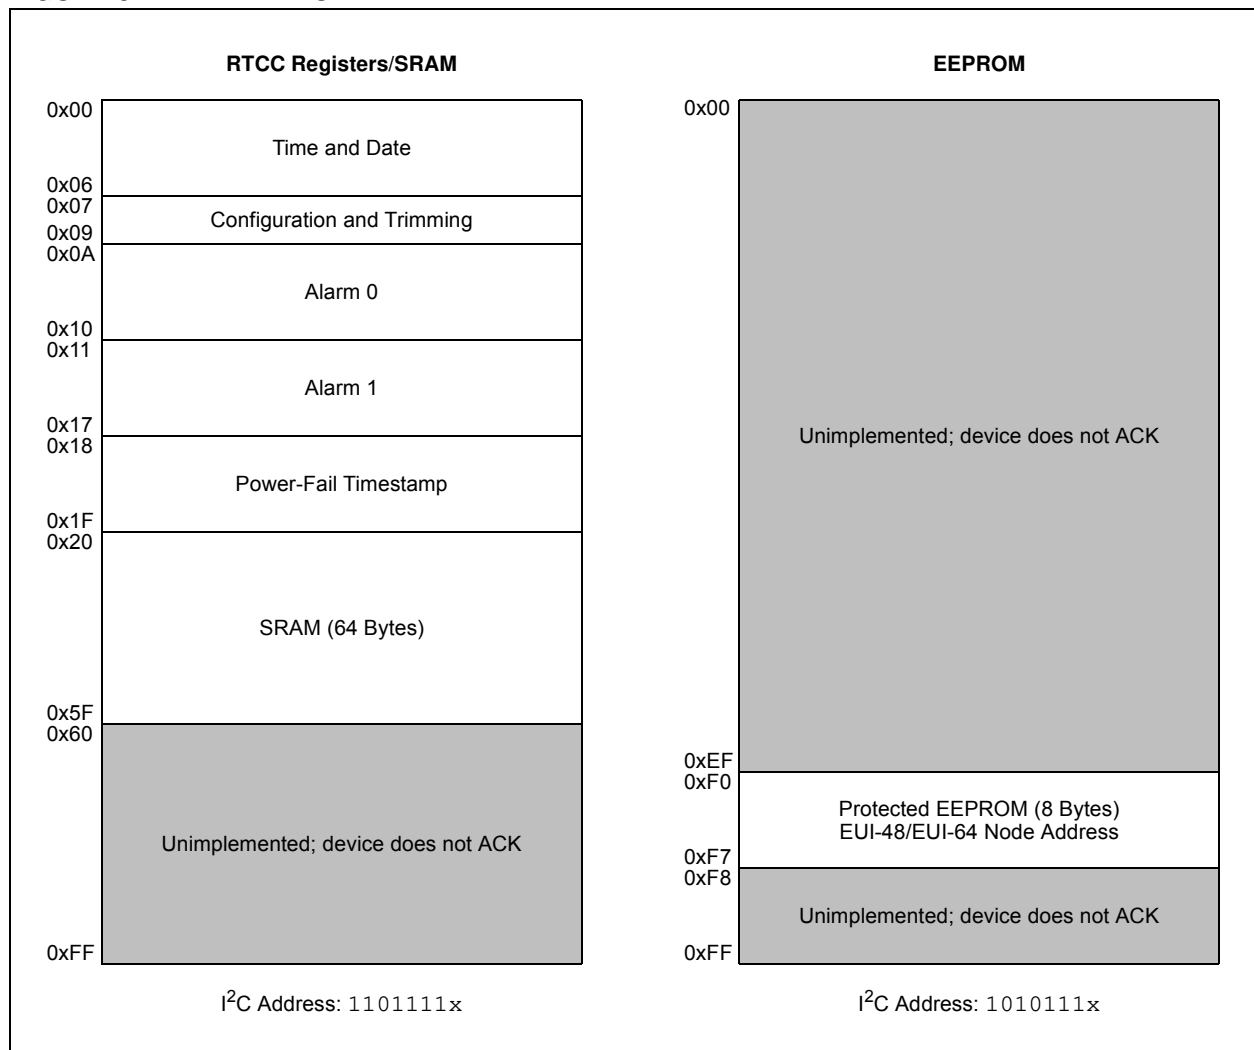 RTCC Registers/SRAM
0x00
Time and Date
0x06
0x07
Configuration and Trimming
0x09
0x0A
Alarm 0
0x10
0x11
Alarm 1
0x17
0x18
Power-Fail Timestamp
0x1F
0x20
SRAM (64 Bytes)
0x5F
0x60
Unimplemented; device does not ACK
0xFF
I²C Address: 1101111x
EEPROM
0x00
Unimplemented; device does not ACK
0xEF
0xF0
Protected EEPROM (8 Bytes)
EUI-48/EUI-64 Node Address
0xF7
0xF8
Unimplemented; device does not ACK
0xFF
I²C Address: 1010111x